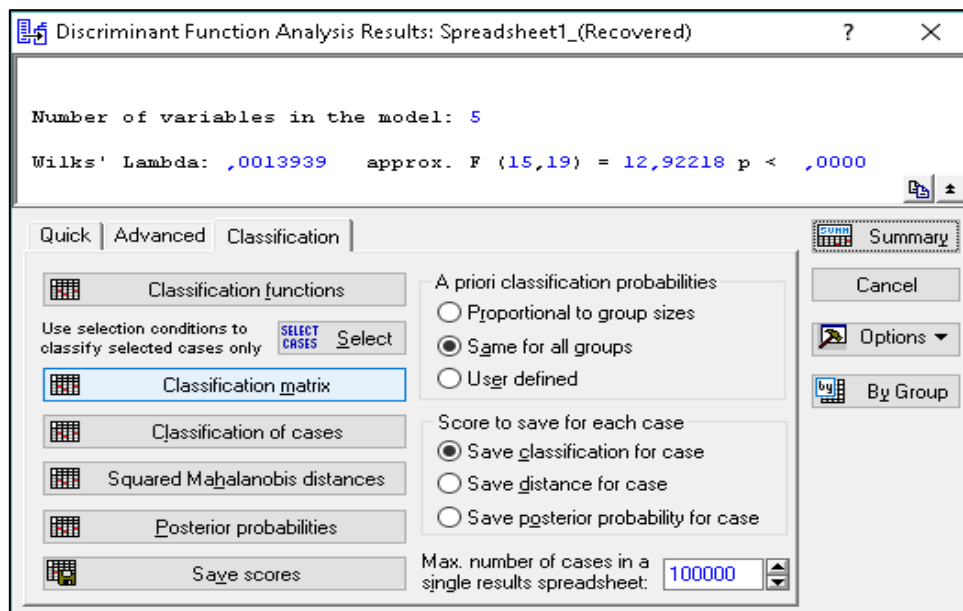 Discriminant Function Analysis Results: Spreadsheet1_(Recovered) ? ×
Number of variables in the model: 5
Wilks' Lambda: ,0013939 approx. F (15,19) = 12,92218 p < ,0000
Quick Advanced Classification
Classification functions
Use selection conditions to
classify selected cases only
SELECT
CASES
Select
Classification matrix
Classification of cases
Squared Mahalanobis distances
Posterior probabilities
Save scores
A priori classification probabilities
Proportional to group sizes
Same for all groups
User defined
Score to save for each case
Save classification for case
Save distance for case
Save posterior probability for case
Max. number of cases in a
single results spreadsheet:
100000
SUMM
Summary
Cancel
Options
by
By Group